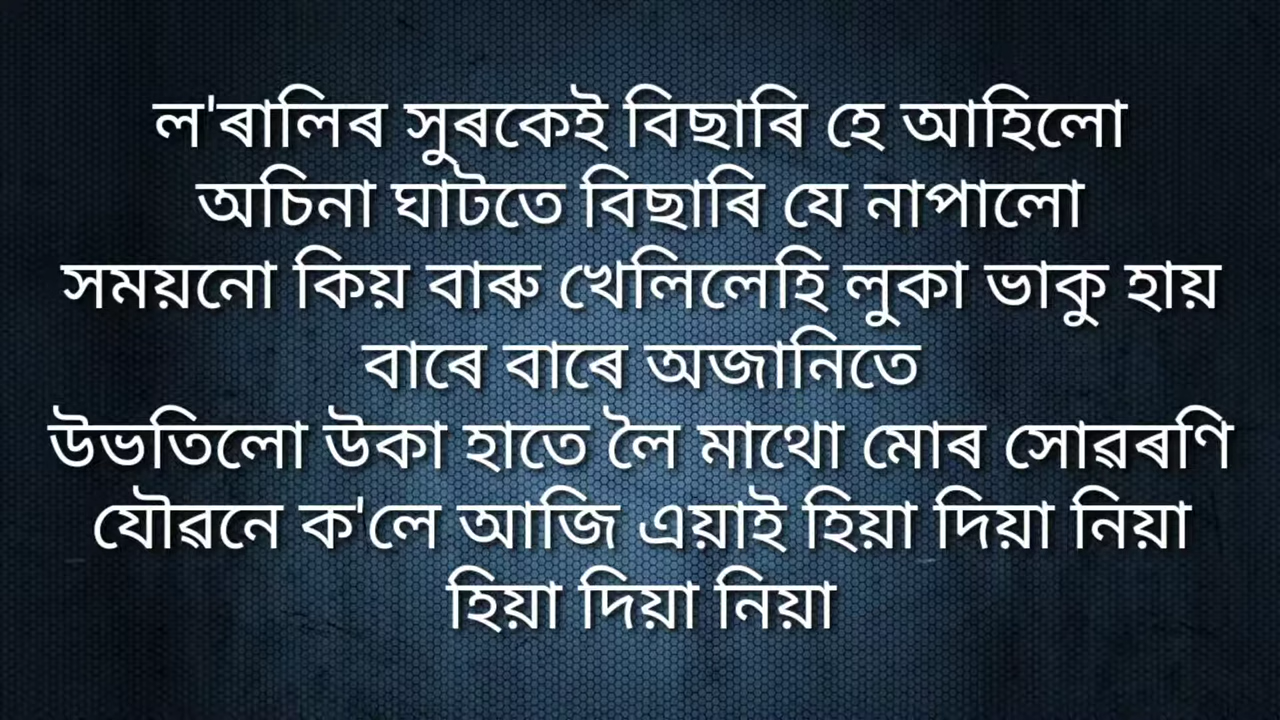 ল'ৰালিৰ সুৰকেই বিছাৰি হে আহিলো
অচিনা ঘাটতে বিছাৰি যে নাপালো
সময়নো কিয় বাৰু খেলিলেহি লুকা ভাকু হায়
বাৰে বাৰে অজানিতে
উভতিলো উকা হাতে লৈ মাথো মোৰ সোৱৰণি
যৌৱনে ক'লে আজি এয়াই হিয়া দিয়া নিয়া
হিয়া দিয়া নিয়া